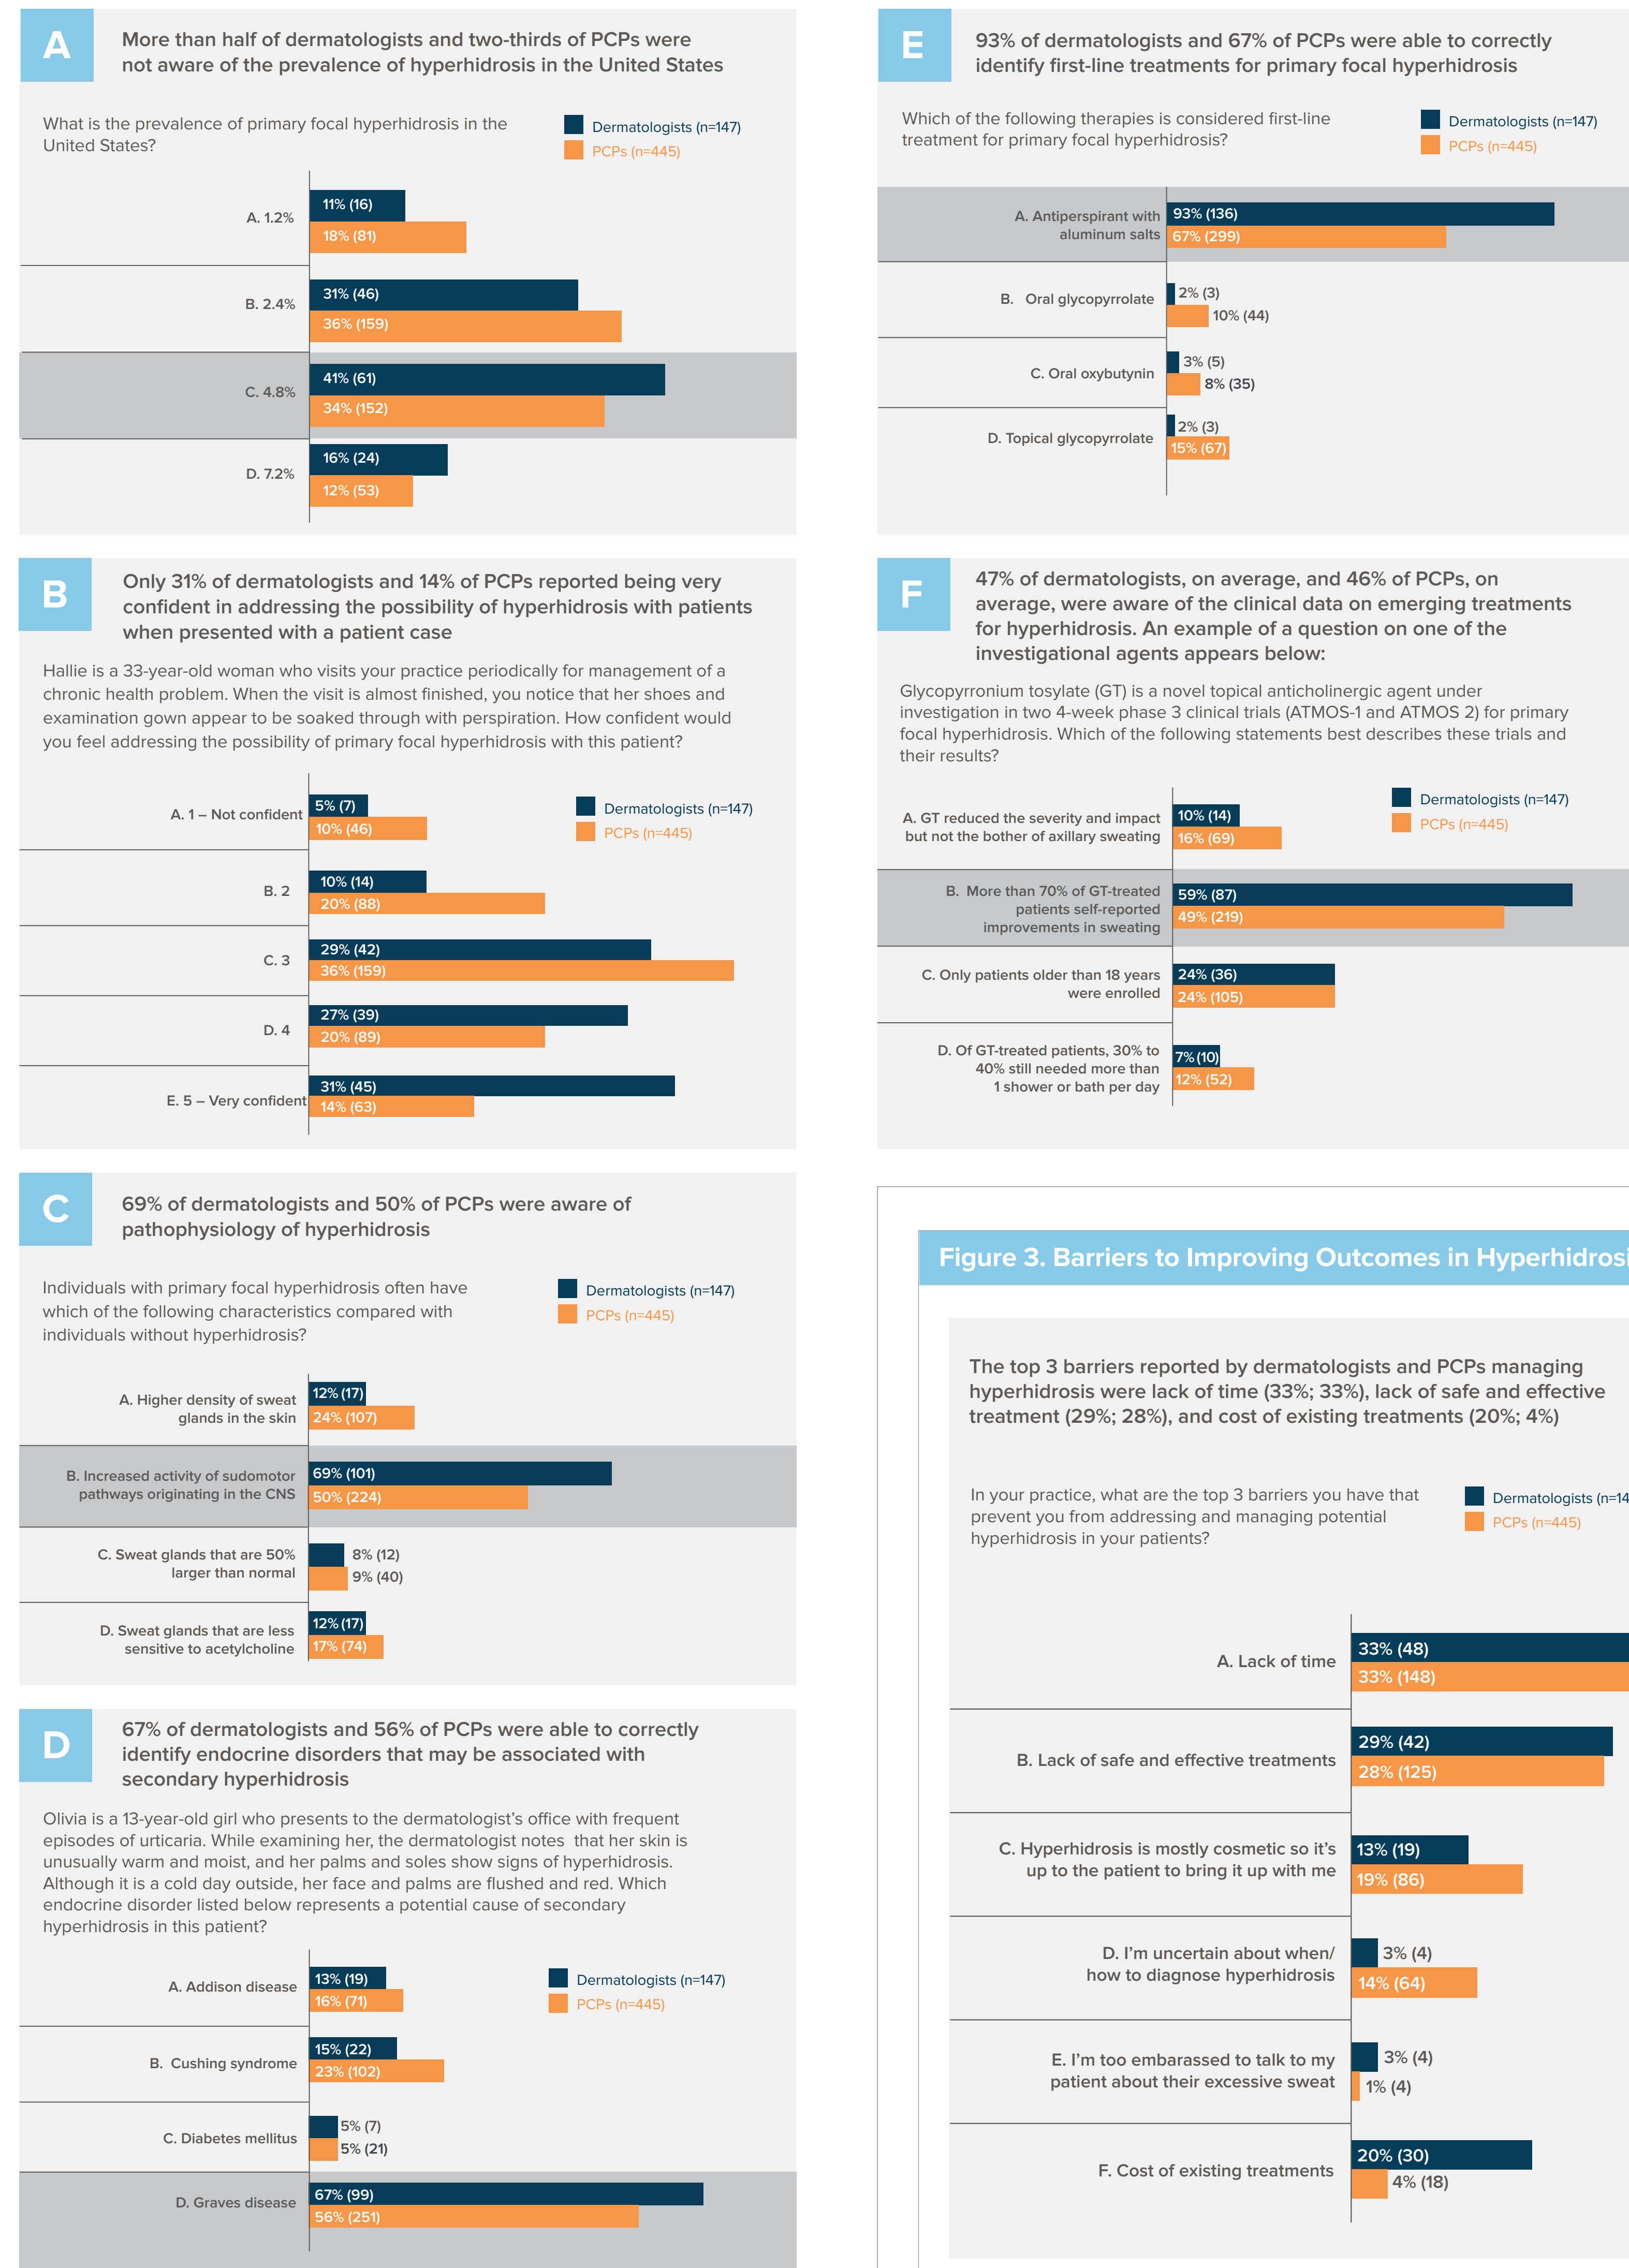 A
More than half of dermatologists and two-thirds of PCPs were
not aware of the prevalence of hyperhidrosis in the United States
What is the prevalence of primary focal hyperhidrosis in the
United States?
Dermatologists (n=147)
PCPs (n=445)
A. 1.2%
11% (16)
18% (81)
B. 2.4%
31% (46)
36% (159)
C. 4.8%
41% (61)
34% (152)
D. 7.2%
16% (24)
12% (53)
B
Only 31% of dermatologists and 14% of PCPs reported being very
confident in addressing the possibility of hyperhidrosis with patients
when presented with a patient case
Hallie is a 33-year-old woman who visits your practice periodically for management of a
chronic health problem. When the visit is almost finished, you notice that her shoes and
examination gown appear to be soaked through with perspiration. How confident would
you feel addressing the possibility of primary focal hyperhidrosis with this patient?
Dermatologists (n=147)
PCPs (n=445)
A. 1 – Not confident
5% (7)
10% (46)
B. 2
10% (14)
20% (88)
C. 3
29% (42)
36% (159)
D. 4
27% (39)
20% (89)
E. 5 – Very confident
31% (45)
14% (63)
C
69% of dermatologists and 50% of PCPs were aware of
pathophysiology of hyperhidrosis
Individuals with primary focal hyperhidrosis often have
which of the following characteristics compared with
individuals without hyperhidrosis?
Dermatologists (n=147)
PCPs (n=445)
A. Higher density of sweat
glands in the skin
12% (17)
24% (107)
B. Increased activity of sudomotor
pathways originating in the CNS
69% (101)
50% (224)
C. Sweat glands that are 50%
larger than normal
8% (12)
9% (40)
D. Sweat glands that are less
sensitive to acetylcholine
12% (17)
17% (74)
D
67% of dermatologists and 56% of PCPs were able to correctly
identify endocrine disorders that may be associated with
secondary hyperhidrosis
Olivia is a 13-year-old girl who presents to the dermatologist's office with frequent
episodes of urticaria. While examining her, the dermatologist notes that her skin is
unusually warm and moist, and her palms and soles show signs of hyperhidrosis.
Although it is a cold day outside, her face and palms are flushed and red. Which
endocrine disorder listed below represents a potential cause of secondary
hyperhidrosis in this patient?
Dermatologists (n=147)
PCPs (n=445)
A. Addison disease
13% (19)
16% (71)
B. Cushing syndrome
15% (22)
23% (102)
C. Diabetes mellitus
5% (7)
5% (21)
D. Graves disease
67% (99)
56% (251)
E
93% of dermatologists and 67% of PCPs were able to correctly
identify first-line treatments for primary focal hyperhidrosis
Which of the following therapies is considered first-line
treatment for primary focal hyperhidrosis?
Dermatologists (n=147)
PCPs (n=445)
A. Antiperspirant with
aluminum salts
93% (136)
67% (299)
B. Oral glycopyrrolate
2% (3)
10% (44)
C. Oral oxybutynin
3% (5)
8% (35)
D. Topical glycopyrrolate
2% (3)
15% (67)
F
47% of dermatologists, on average, and 46% of PCPs, on
average, were aware of the clinical data on emerging treatments
for hyperhidrosis. An example of a question on one of the
investigational agents appears below:
Glycopyrronium tosylate (GT) is a novel topical anticholinergic agent under
investigation in two 4-week phase 3 clinical trials (ATMOS-1 and ATMOS 2) for primary
focal hyperhidrosis. Which of the following statements best describes these trials and
their results?
Dermatologists (n=147)
PCPs (n=445)
A. GT reduced the severity and impact
but not the bother of axillary sweating
10% (14)
16% (69)
B. More than 70% of GT-treated
patients self-reported
improvements in sweating
59% (87)
49% (219)
C. Only patients older than 18 years
were enrolled
24% (36)
24% (105)
D. Of GT-treated patients, 30% to
40% still needed more than
1 shower or bath per day
7% (10)
12% (52)
Figure 3. Barriers to Improving Outcomes in Hyperhidrosi
The top 3 barriers reported by dermatologists and PCPs managing
hyperhidrosis were lack of time (33%; 33%), lack of safe and effective
treatment (29%; 28%), and cost of existing treatments (20%; 4%)
In your practice, what are the top 3 barriers you have that
prevent you from addressing and managing potential
hyperhidrosis in your patients?
Dermatologists (n=14
PCPs (n=445)
A. Lack of time
33% (48)
33% (148)
B. Lack of safe and effective treatments
29% (42)
28% (125)
C. Hyperhidrosis is mostly cosmetic so it's
up to the patient to bring it up with me
13% (19)
19% (86)
D. I'm uncertain about when/
how to diagnose hyperhidrosis
3% (4)
14% (64)
E. I'm too embarassed to talk to my
patient about their excessive sweat
3% (4)
1% (4)
F. Cost of existing treatments
20% (30)
4% (18)